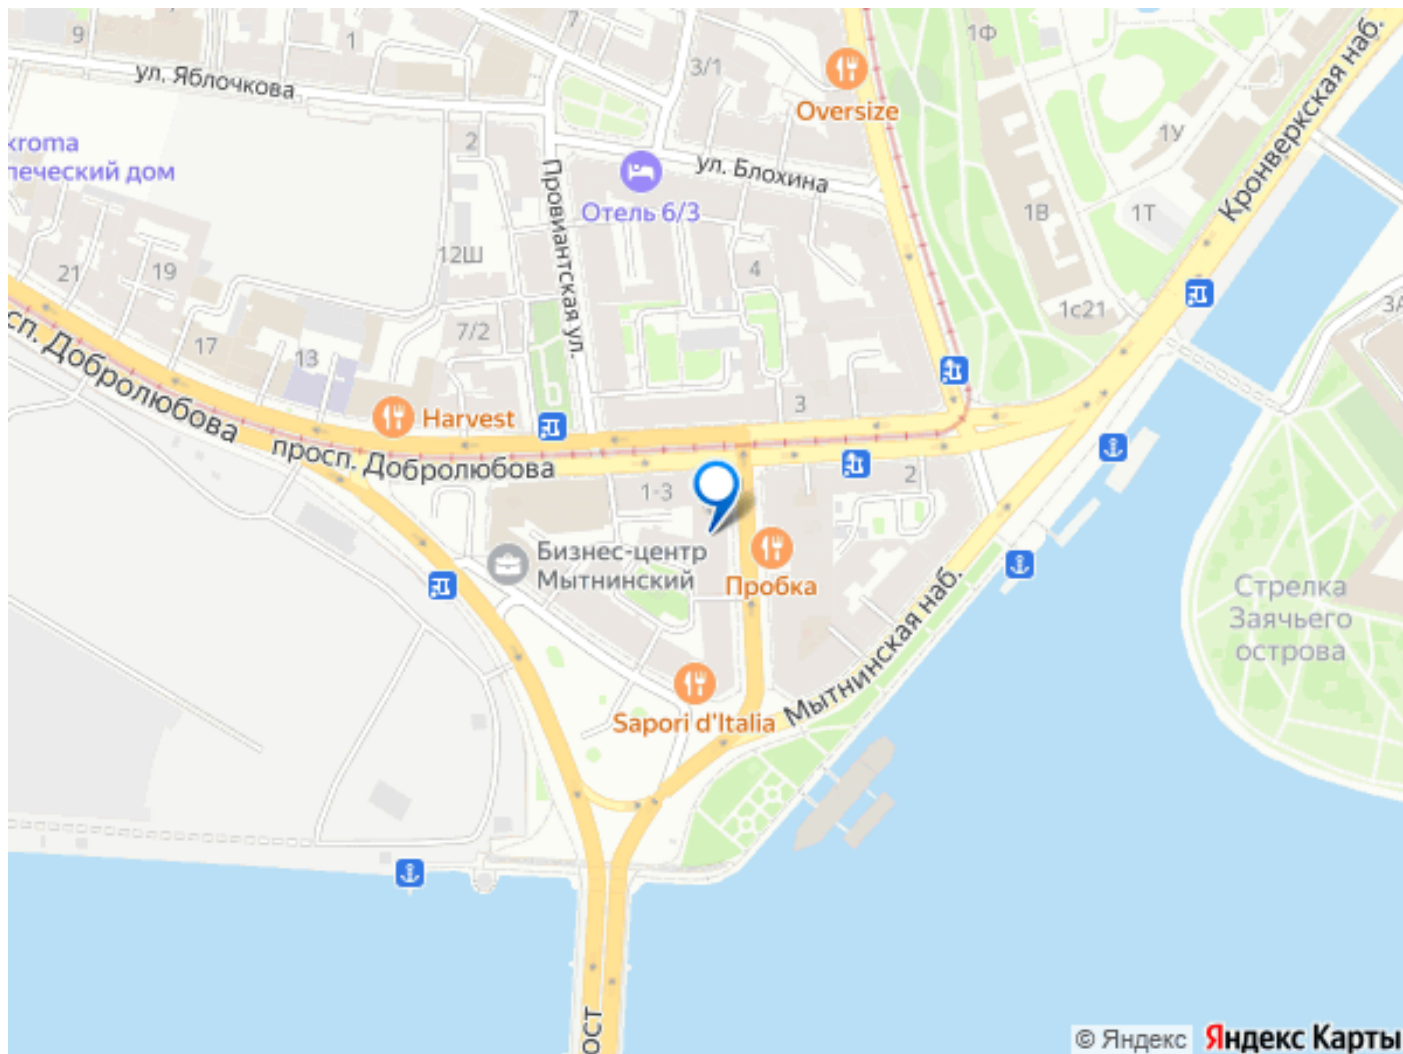 9
1
7
1Ф
3/1
Oversize
ул. Яблочкова
2
kroma
печеский дом
ул. Блохина
Отель 6/3
Провиантская ул.
1У
1В
1Т
Кронверкская наб.
12Ш
4
21
19
1с21
3А
17
13
7/2
3
Harvest
сп. Добролюбова
просп. Добролюбова
1-3
2
Бизнес-центр
Мытнинский
Пробка
Стрелка
Заячьего
острова
Мытнинская наб.
Sapori d'Italia
ост
© Яндекс Яндекс Карты